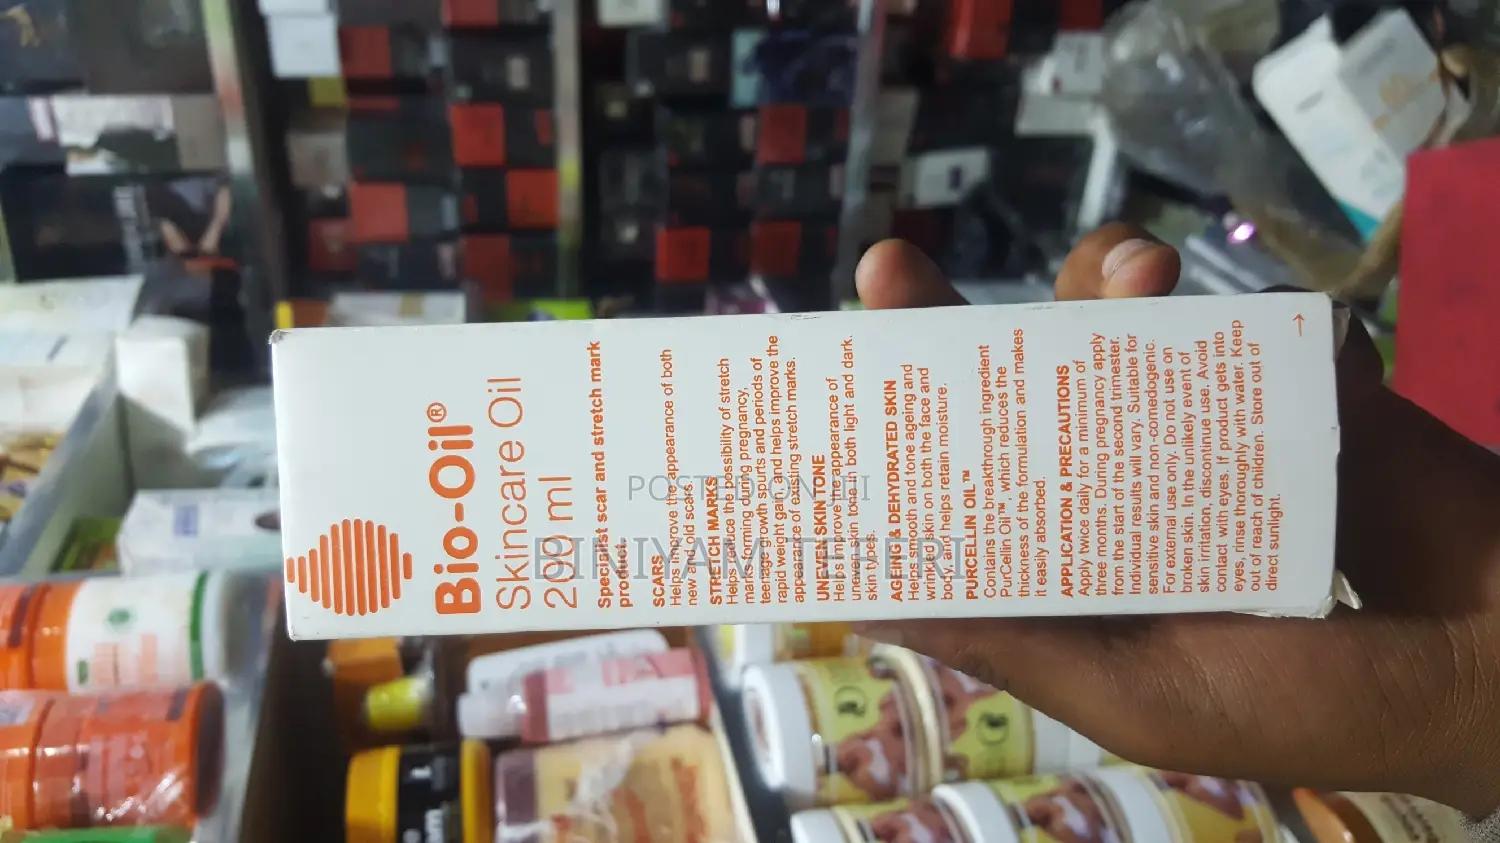 Bio-Oil®
Skincare Oil
200 ml
Specialist scar and stretch mark
product.
SCARS
Helps improve the appearance of both
new and old scars.
STRETCH MARKS
Helps reduce the possibility of stretch
marks forming during pregnancy,
teenage growth spurts and periods of
rapid weight gain, and helps improve the
appearance of existing stretch marks.
UNEVEN SKIN TONE
Helps improve the appearance of
uneven skin tone in both light and dark
skin types.
AGEING & DEHYDRATED SKIN
Helps smooth and tone ageing and
wrinkled skin on both the face and
body, and helps retain moisture.
PURCELLIN OIL™
Contains the breakthrough ingredient
PurCellin Oil™, which reduces the
thickness of the formulation and makes
it easily absorbed.
APPLICATION & PRECAUTIONS
Apply twice daily for a minimum of
three months. During pregnancy apply
from the start of the second trimester.
Individual results will vary. Suitable for
sensitive skin and non-comedogenic.
For external use only. Do not use on
broken skin. In the unlikely event of
skin irritation, discontinue use. Avoid
contact with eyes. If product gets into
eyes, rinse thoroughly with water. Keep
out of reach of children. Store out of
direct sunlight.
POSTED ON JIJI